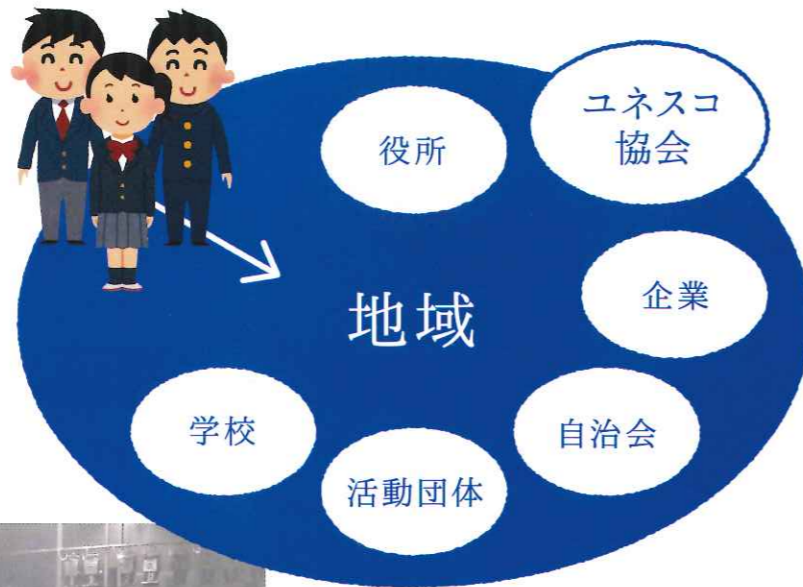 ユネスコ
協会
役所
企業
地域
学校
自治会
活動団体